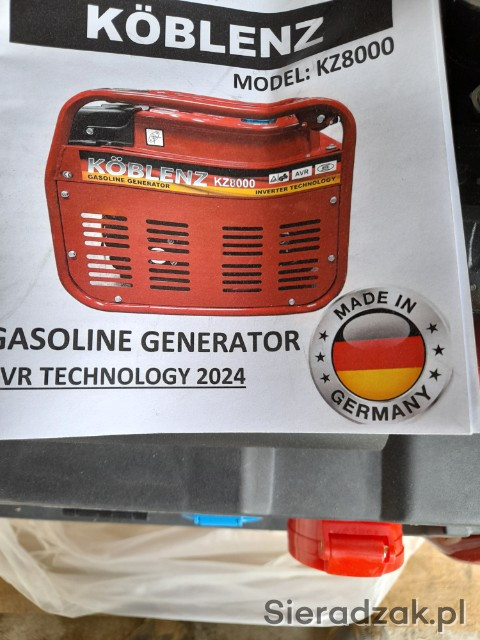 KÖBLENZ
MODEL: KZ8000
KÖBLENZ KZ8000
GASOLINE GENERATOR
AVR
INVERTER TECHNOLOGY
GASOLINE GENERATOR
VR TECHNOLOGY 2024
MADE IN
GERMANY
Sieradzak.pl